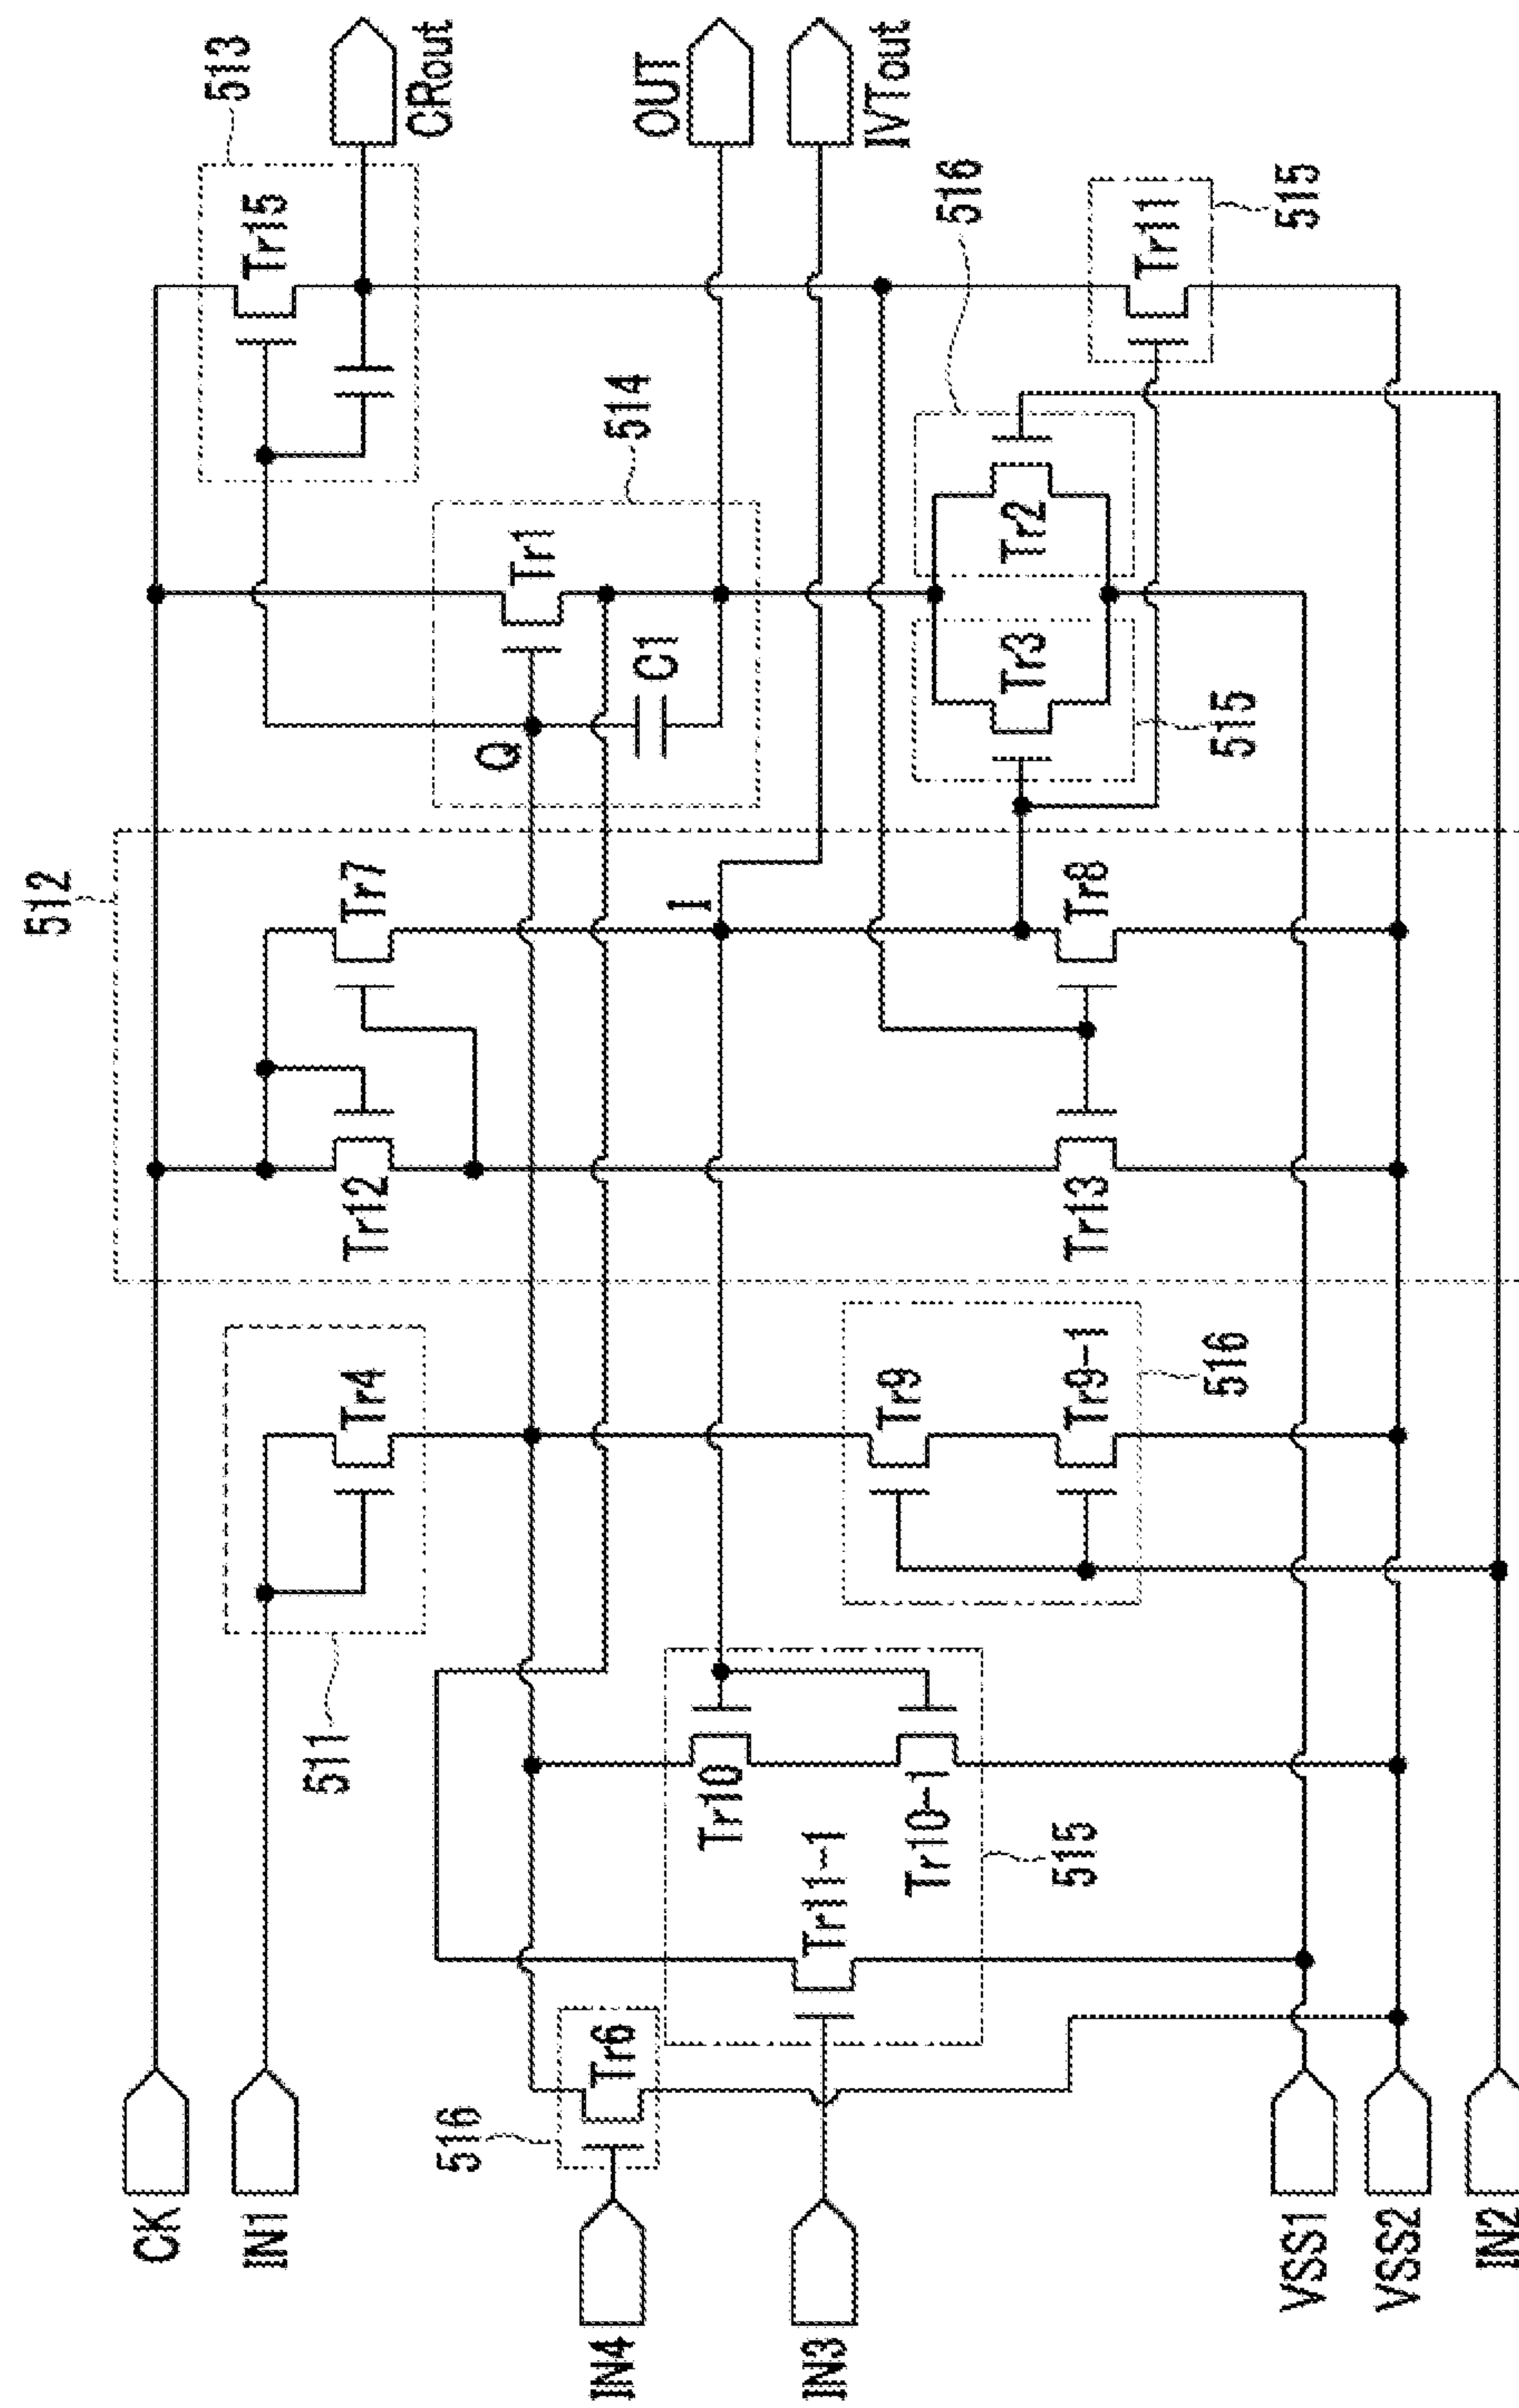 512
513
CRout
Tr15
514
OUT
IVTout
Tr1
Q
C1
516
Tr2
Tr3
515
Tr11
515
Tr7
I
Tr8
Tr12
Tr13
511
Tr4
516
Tr9
Tr9-1
Tr10
Tr10-1
Tr11-1
515
516
Tr6
CK
IN1
IN4
IN3
VSS1
VSS2
IN2